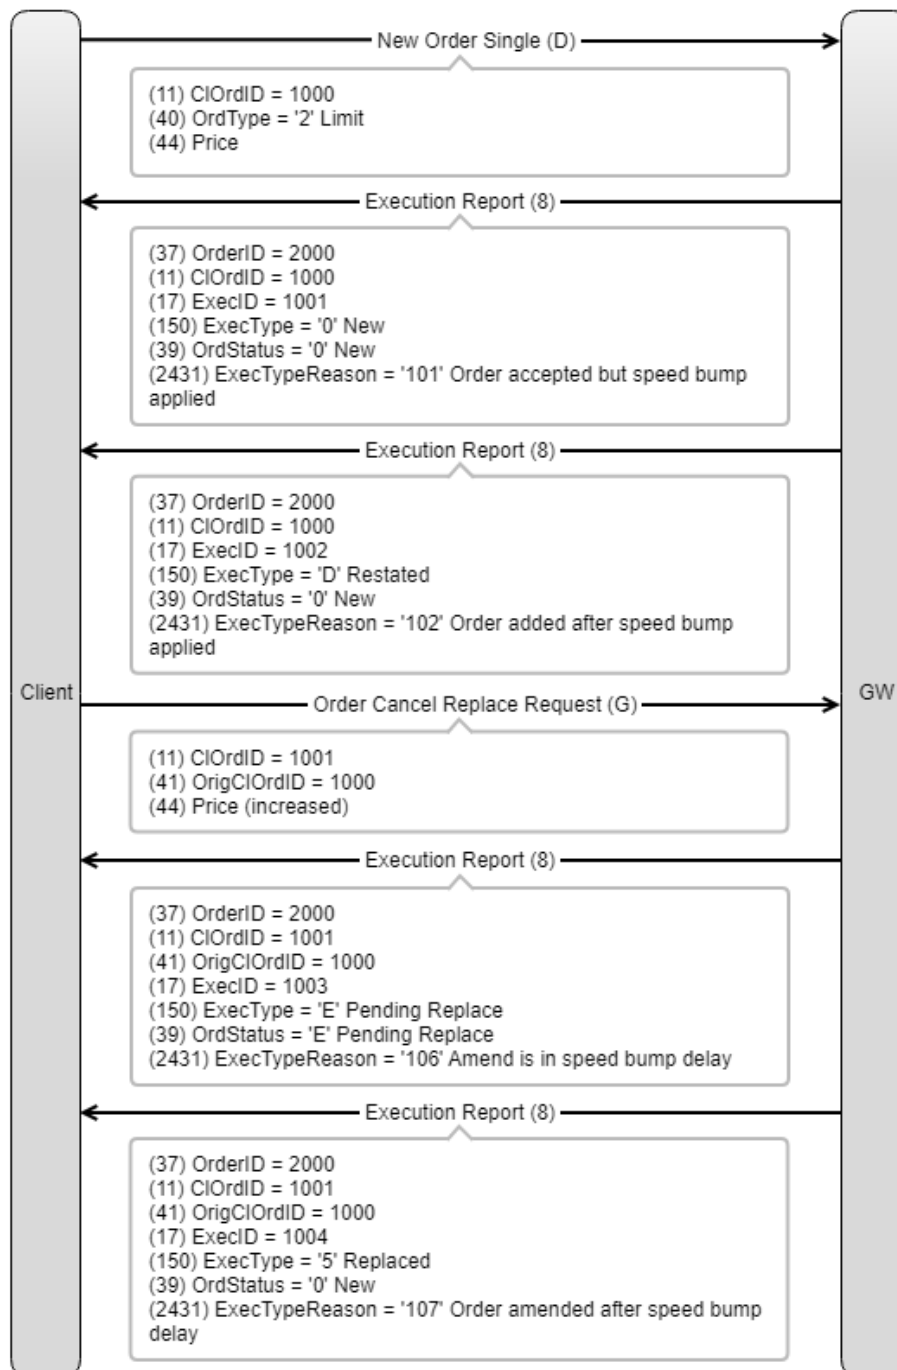 New Order Single (D)
(11) ClOrdID = 1000
(40) OrdType = '2' Limit
(44) Price
Execution Report (8)
(37) OrderID = 2000
(11) ClOrdID = 1000
(17) ExecID = 1001
(150) ExecType = '0' New
(39) OrdStatus = '0' New
(2431) ExecTypeReason = '101' Order accepted but speed bump
applied
Execution Report (8)
(37) OrderID = 2000
(11) ClOrdID = 1000
(17) ExecID = 1002
(150) ExecType = 'D' Restated
(39) OrdStatus = '0' New
(2431) ExecTypeReason = '102' Order added after speed bump
applied
Client
GW
Order Cancel Replace Request (G)
(11) ClOrdID = 1001
(41) OrigClOrdID = 1000
(44) Price (increased)
Execution Report (8)
(37) OrderID = 2000
(11) ClOrdID = 1001
(41) OrigClOrdID = 1000
(17) ExecID = 1003
(150) ExecType = 'E' Pending Replace
(39) OrdStatus = 'E' Pending Replace
(2431) ExecTypeReason = '106' Amend is in speed bump delay
Execution Report (8)
(37) OrderID = 2000
(11) ClOrdID = 1001
(41) OrigClOrdID = 1000
(17) ExecID = 1004
(150) ExecType = '5' Replaced
(39) OrdStatus = '0' New
(2431) ExecTypeReason = '107' Order amended after speed bump
delay